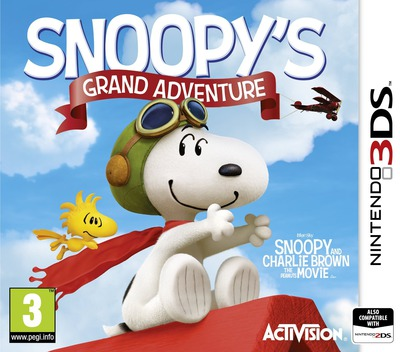 SNOOPY'S
GRAND ADVENTURE
SNOOPY
AND
CHARLIE BROWN
THE
PEANUTS
MOVIE
3
www.pegi.info
ACTIVISION®
NINTENDO 3DS™
ALSO
COMPATIBLE
WITH
NINTENDO 2DS